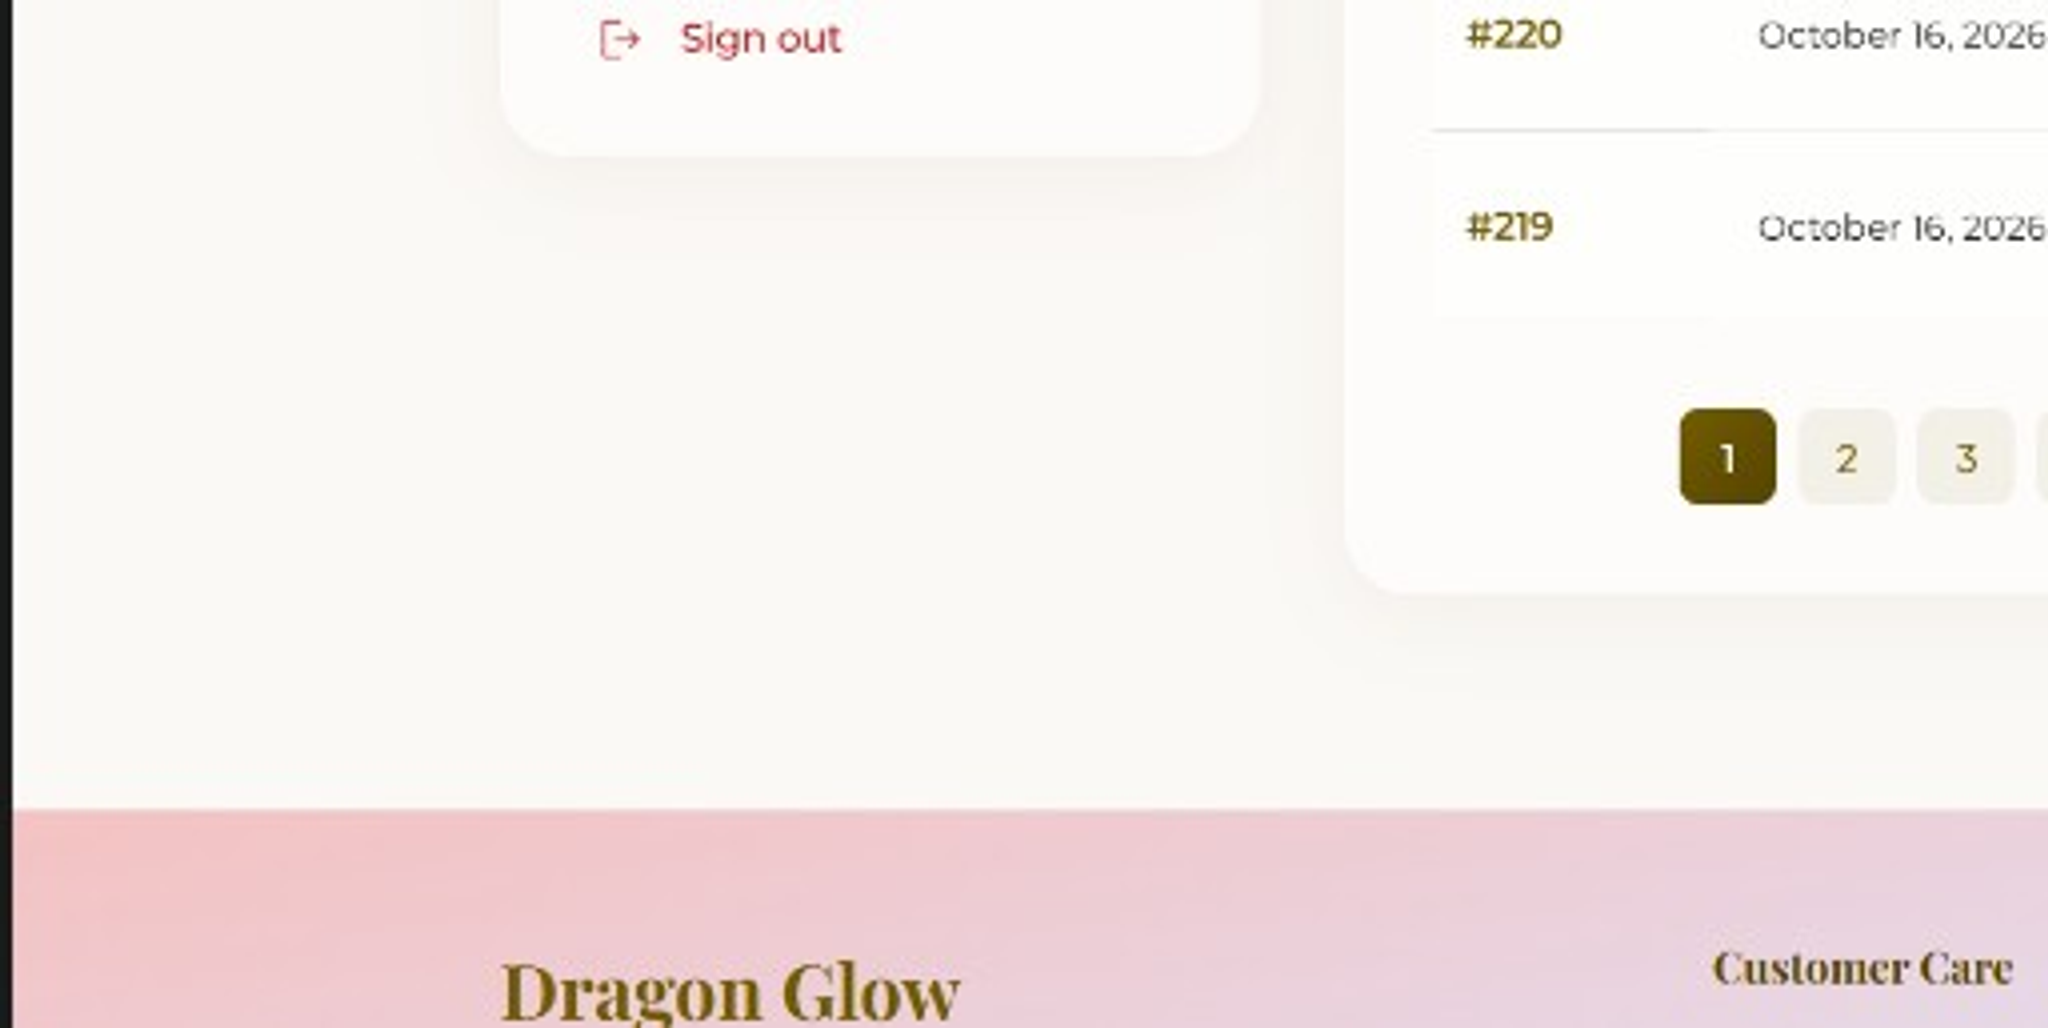 Sign out
#220 October 16, 2026
#219 October 16, 2026
1 2 3
Dragon Glow
Customer Care